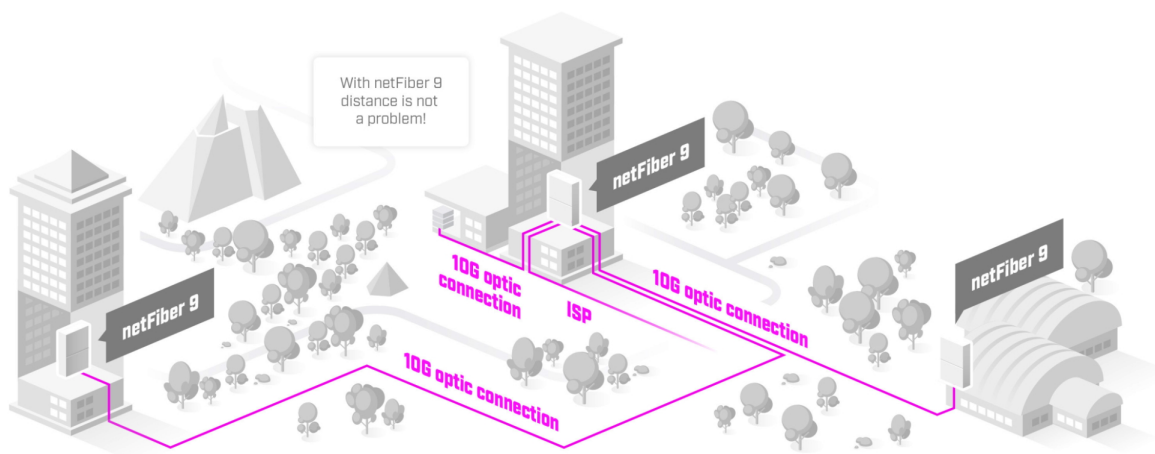 With netFiber 9
distance is not
a problem!
netFiber 9
netFiber 9
netFiber 9
10G optic
connection
ISP
10G optic connection
10G optic connection